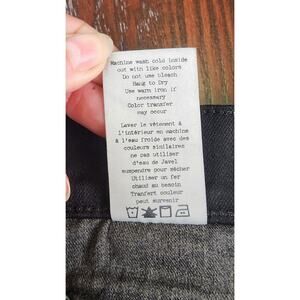 Machine wash cold inside
out with like colors
Do not use bleach
Hang to Dry
Use warm iron if
necessary
Color transfer
may occur
Laver le vêtement à
l'intérieur en machine
à l'eau froide avec des
couleurs similaires
ne pas utiliser
d'eau de Javel
suspendre pour sécher
Utiliser un fer
chaud au besoin
Tranfert couleur
peut survenir